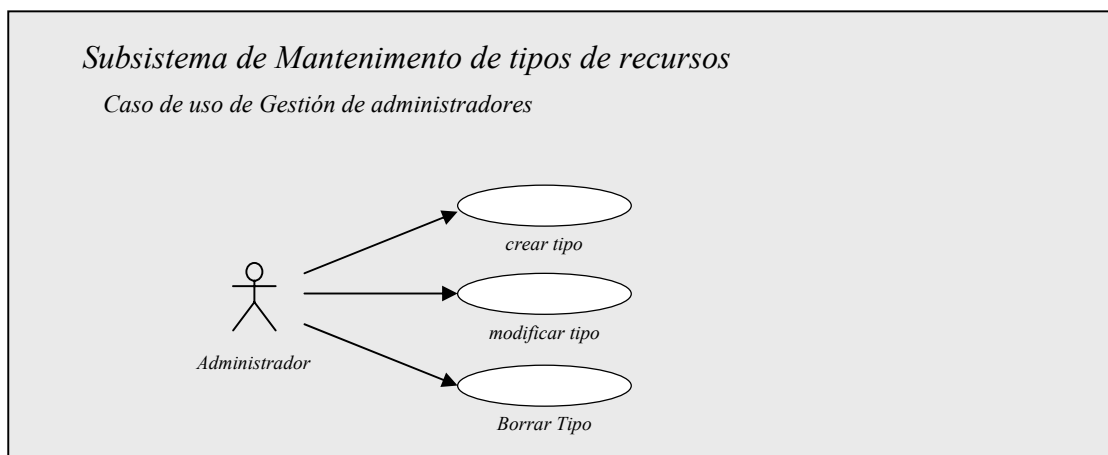 Subsistema de Mantenimento de tipos de recursos
Caso de uso de Gestión de administradores
crear tipo
modificar tipo
Administrador
Borrar Tipo